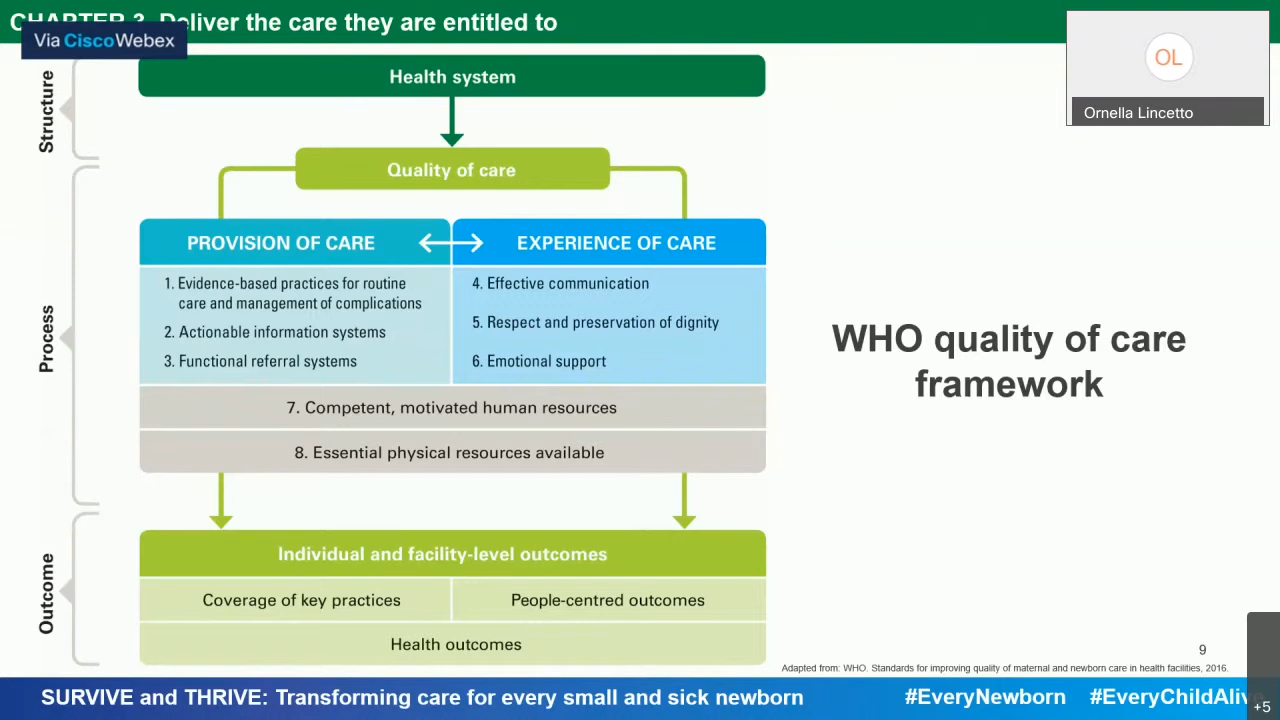 CHAPTER 3. Deliver the care they are entitled to
Via CiscoWebex
OL
Ornella Lincetto
Structure
Health system
Quality of care
Process
PROVISION OF CARE
EXPERIENCE OF CARE
1. Evidence-based practices for routine
care and management of complications
2. Actionable information systems
3. Functional referral systems
4. Effective communication
5. Respect and preservation of dignity
6. Emotional support
7. Competent, motivated human resources
8. Essential physical resources available
WHO quality of care
framework
Outcome
Individual and facility-level outcomes
Coverage of key practices
People-centred outcomes
Health outcomes
9
Adapted from: WHO. Standards for improving quality of maternal and newborn care in health facilities, 2016.
SURVIVE and THRIVE: Transforming care for every small and sick newborn
#EveryNewborn #EveryChildAlive
+5